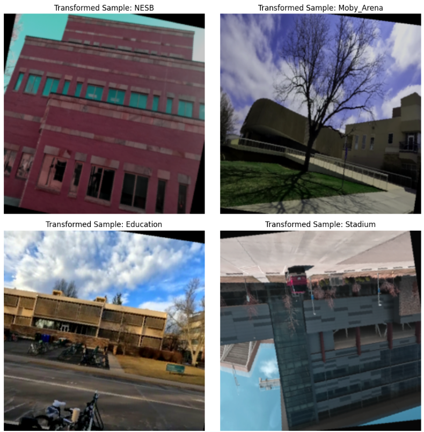 Transformed Sample: NESB
Transformed Sample: Moby_Arena
Transformed Sample: Education
Transformed Sample: Stadium